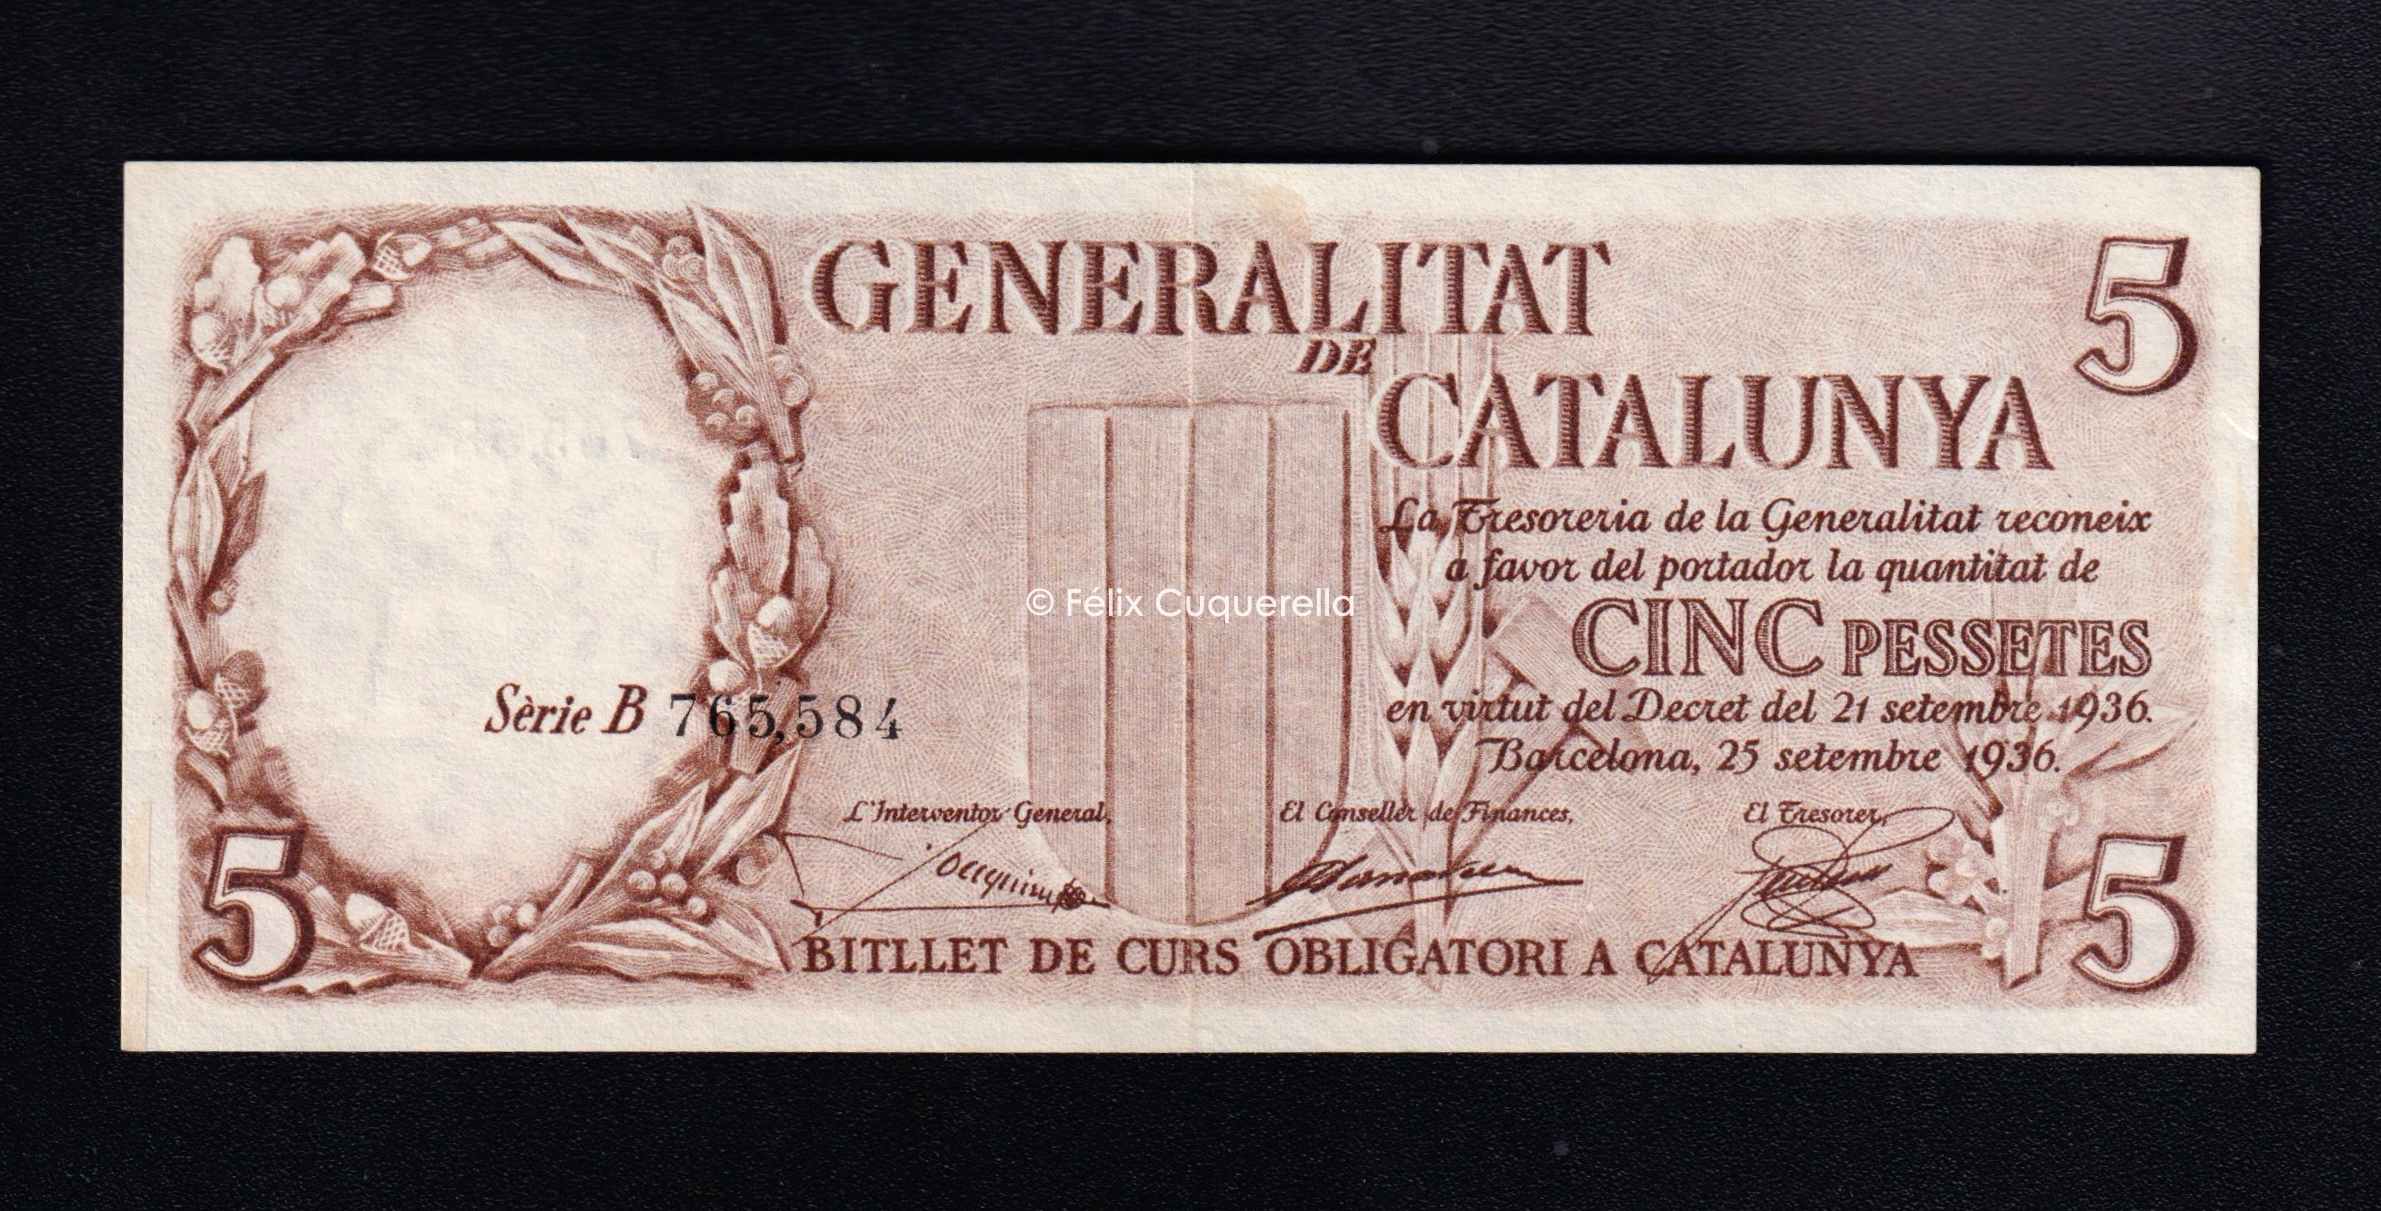 GENERALITAT
DE
CATALUNYA
5
La Tresoreria de la Generalitat reconeix
a favor del portador la quantitat de
CINC PESSETES
en virtut del Decret del 21 setembre 1936.
Barcelona, 25 setembre 1936.
© Félix Cuquerella
Sèrie B 765,584
L'Interventor General,
El Conseller de Finances,
El Tresorer,
5
5
BITLLET DE CURS OBLIGATORI A CATALUNYA